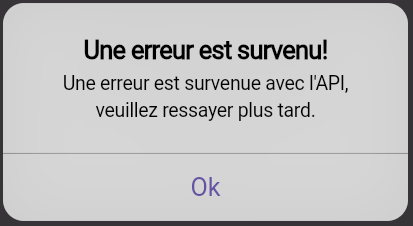 Une erreur est survenu!
Une erreur est survenue avec l'API,
veuillez ressayer plus tard.
Ok